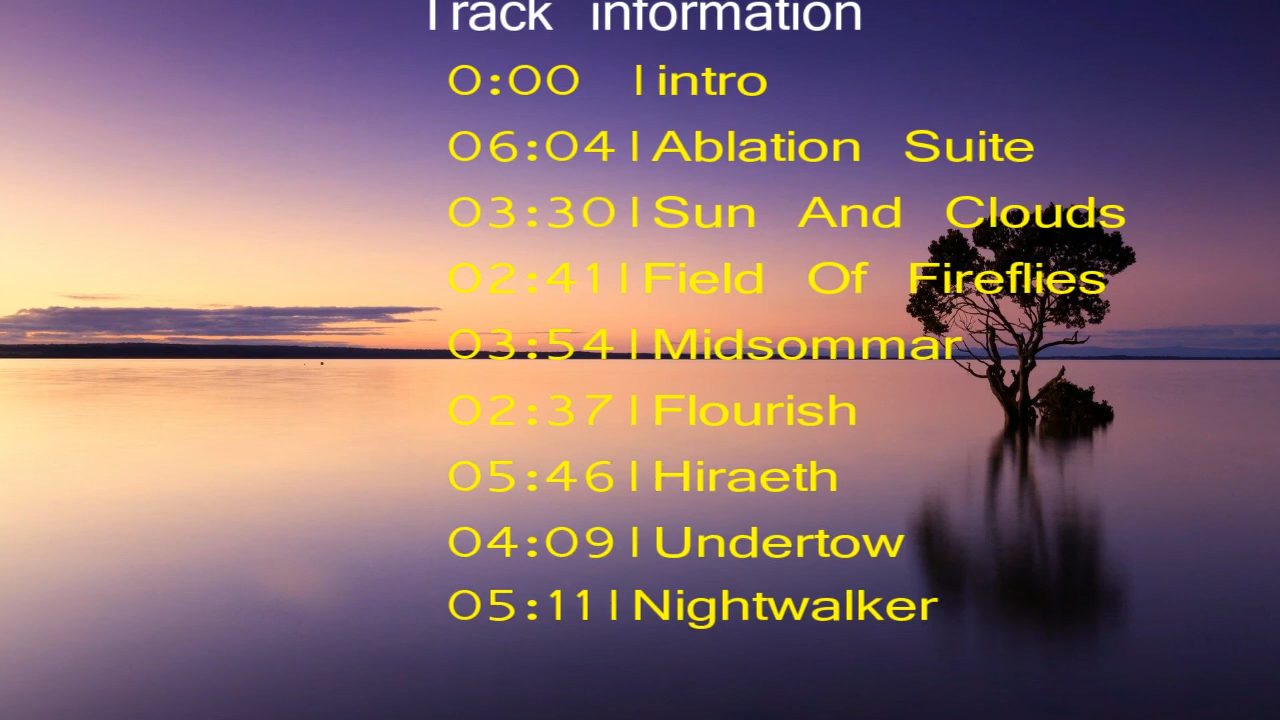 Track information
0:00 | intro
06:04 | Ablation Suite
03:30 | Sun And Clouds
02:41 | Field Of Fireflies
03:54 | Midsommar
02:37 | Flourish
05:46 | Hiraeth
04:09 | Undertow
05:11 | Nightwalker